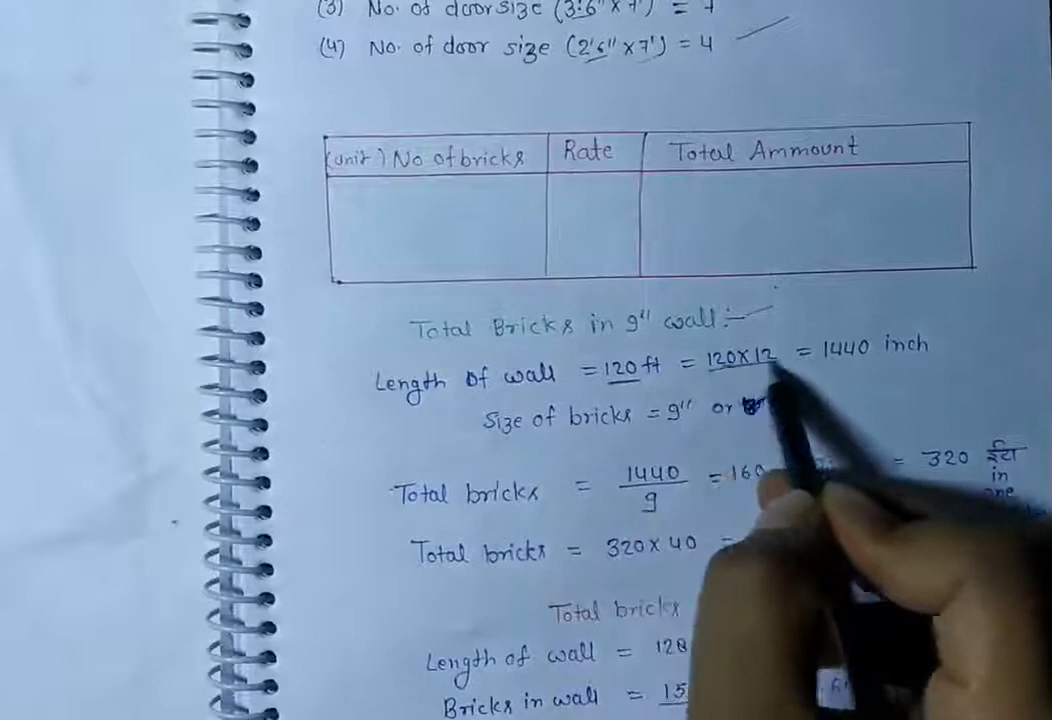 (3) No. of door size (3'6" x 7') =
(4) No. of door size (2'6" x 7') = 4
(unit) No of bricks Rate Total Ammount
Total Bricks in 9" wall :-
Length of wall = 120 ft = 120x12 = 1440 inch
Size of bricks = 9" or
Total bricks = 1440/9 = 160 = 320 ईंटा in one
Total bricks = 320 x 40 =
Total bricks
Length of wall = 120
Bricks in wall = 15